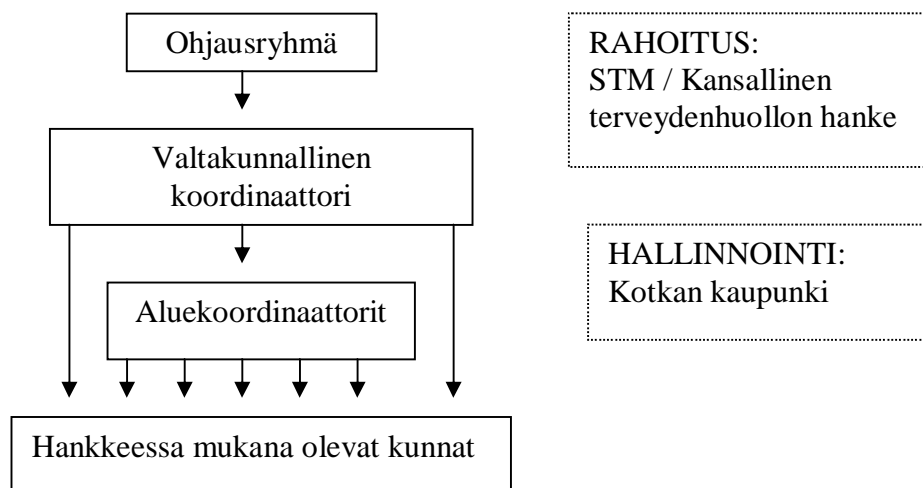 Ohjausryhmä
Valtakunnallinen
koordinaattori
Aluekoordinaattorit
Hankkeessa mukana olevat kunnat
RAHOITUS:
STM / Kansallinen
terveydenhuollon hanke
HALLINNOINTI:
Kotkan kaupunki